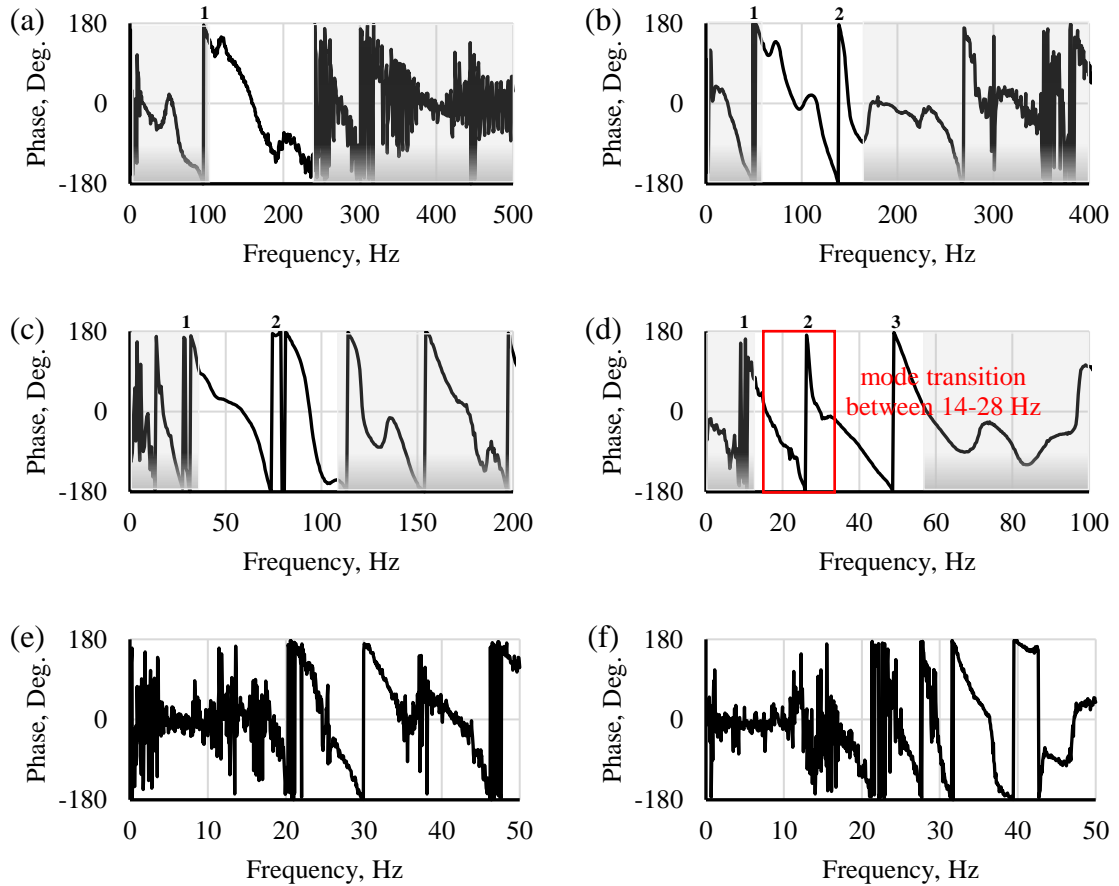 (a)
1
180
0
-180
Phase, Deg.
0 100 200 300 400 500
Frequency, Hz
(b)
1 2
180
0
-180
Phase, Deg.
0 100 200 300 400
Frequency, Hz
(c)
1 2
180
0
-180
Phase, Deg.
0 50 100 150 200
Frequency, Hz
(d)
1 2 3
180
0
-180
Phase, Deg.
mode transition
between 14-28 Hz
0 20 40 60 80 100
Frequency, Hz
(e)
180
0
-180
Phase, Deg.
0 10 20 30 40 50
Frequency, Hz
(f)
180
0
-180
Phase, Deg.
0 10 20 30 40 50
Frequency, Hz